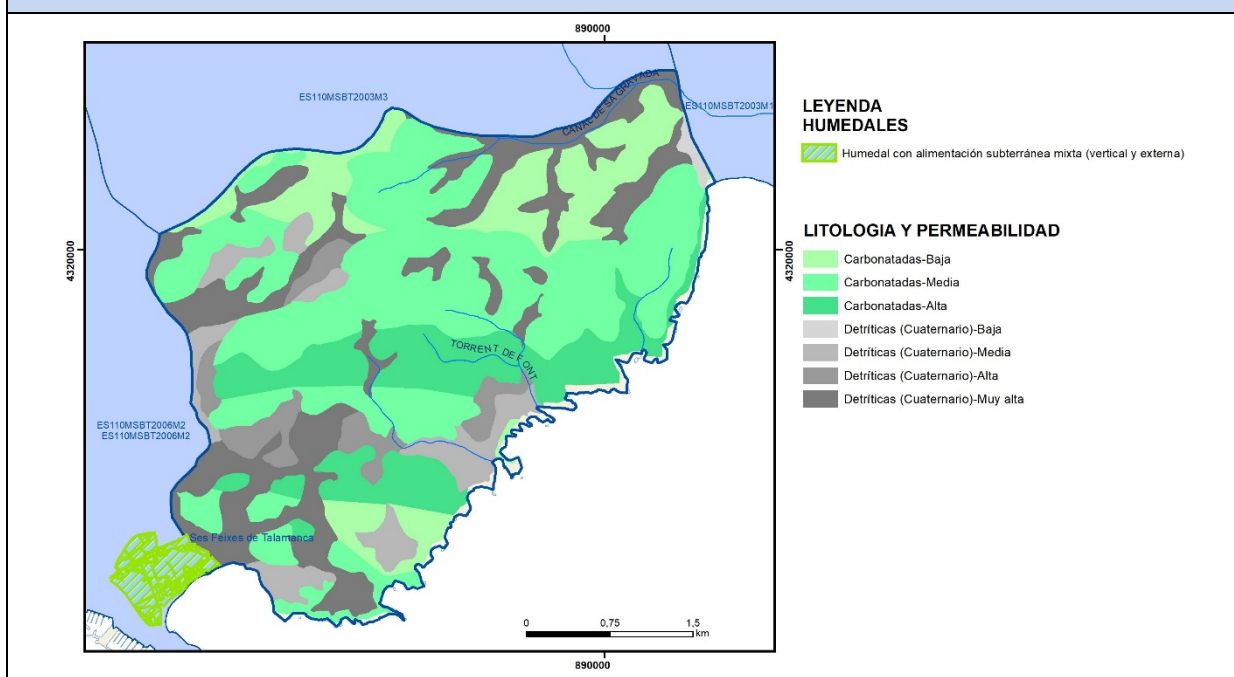 890000
ES110MSBT2003M3
CANAL DE SA GRAVADA
ES110MSBT2003M1
4320000
4320000
TORRENT DE FONT
ES110MSBT2006M2
ES110MSBT2006M2
Ses Feixes de Talamanca
0 0,75 1,5
km
890000
LEYENDA
HUMEDALES
Humedal con alimentación subterránea mixta (vertical y externa)
LITOLOGIA Y PERMEABILIDAD
Carbonatadas-Baja
Carbonatadas-Media
Carbonatadas-Alta
Detríticas (Cuaternario)-Baja
Detríticas (Cuaternario)-Media
Detríticas (Cuaternario)-Alta
Detríticas (Cuaternario)-Muy alta